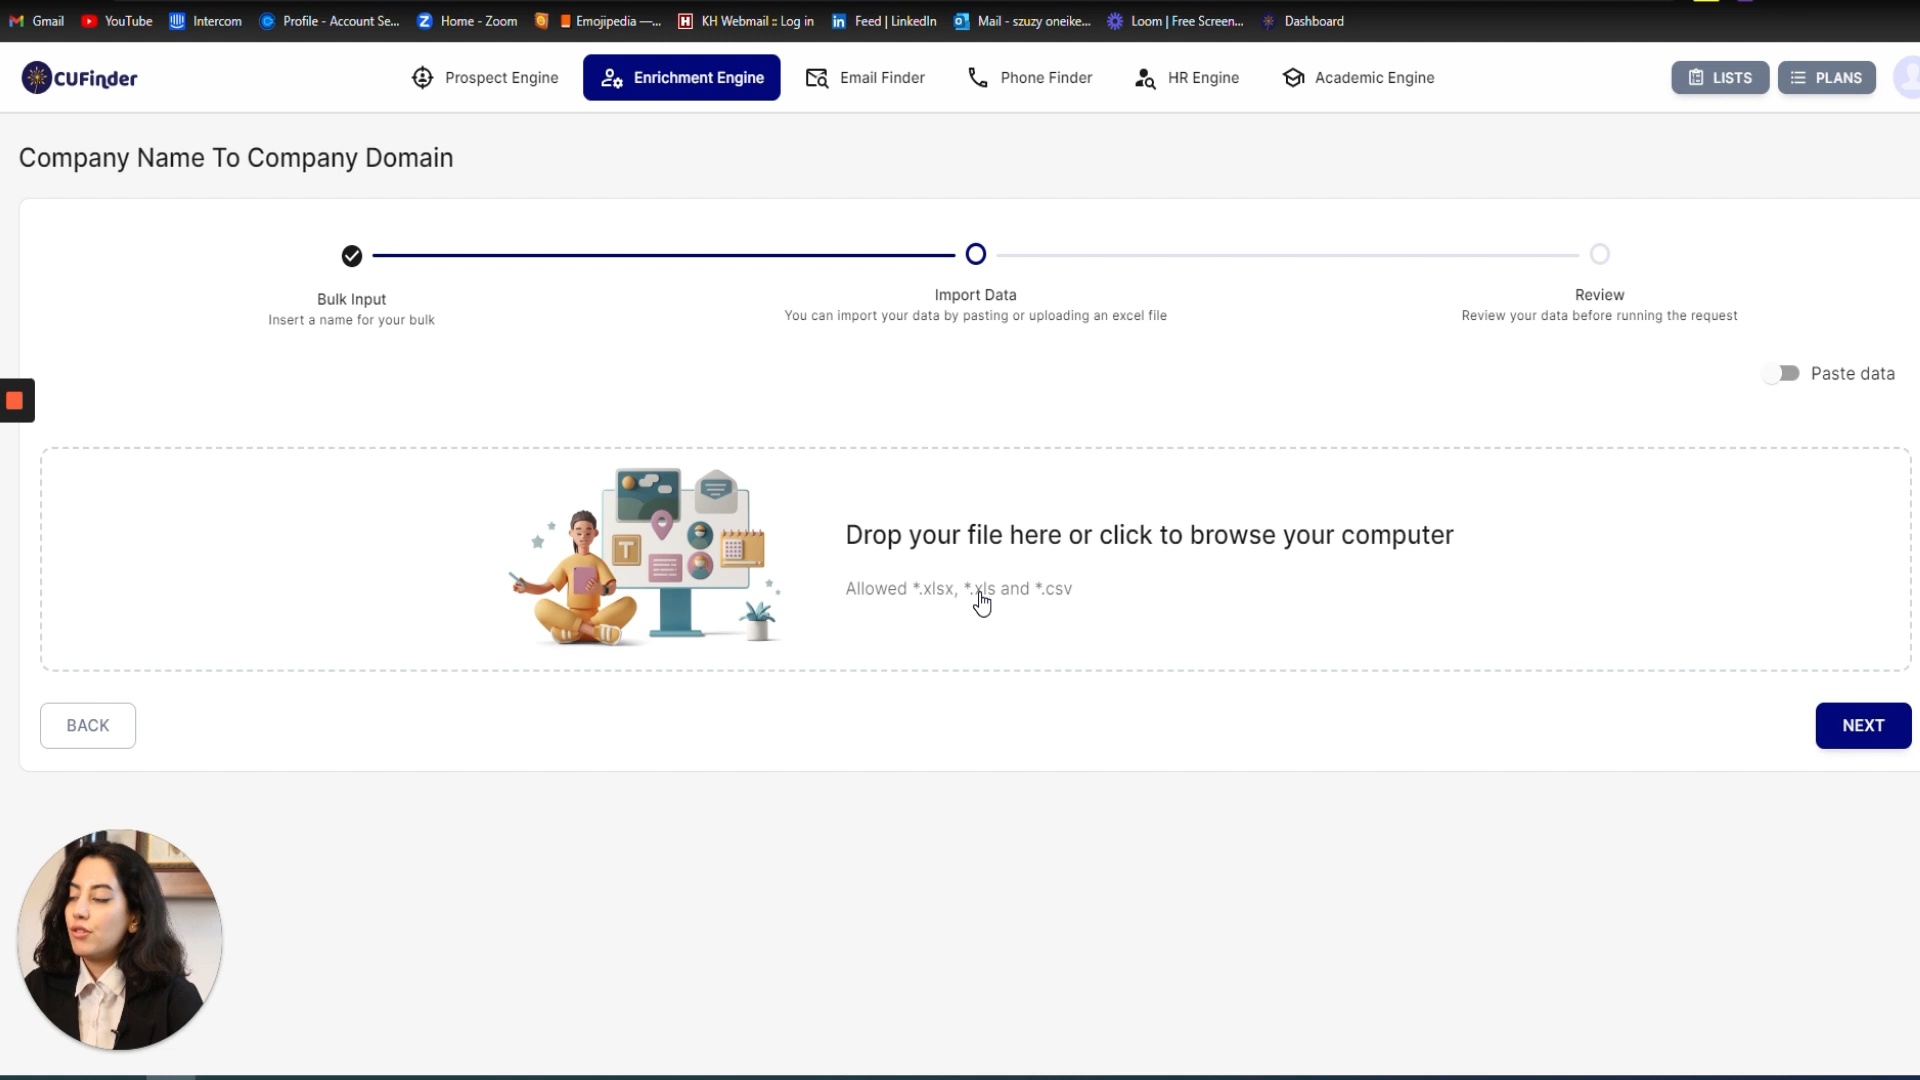 Gmail YouTube Intercom Profile - Account Se... Home - Zoom Emojipedia —... KH Webmail :: Log in Feed | LinkedIn Mail - szuzy oneike... Loom | Free Screen... Dashboard
CUFinder Prospect Engine Enrichment Engine Email Finder Phone Finder HR Engine Academic Engine LISTS PLANS
Company Name To Company Domain
Bulk Input
Insert a name for your bulk
Import Data
You can import your data by pasting or uploading an excel file
Review
Review your data before running the request
Paste data
T
Drop your file here or click to browse your computer
Allowed *.xlsx, *.xls and *.csv
BACK
NEXT